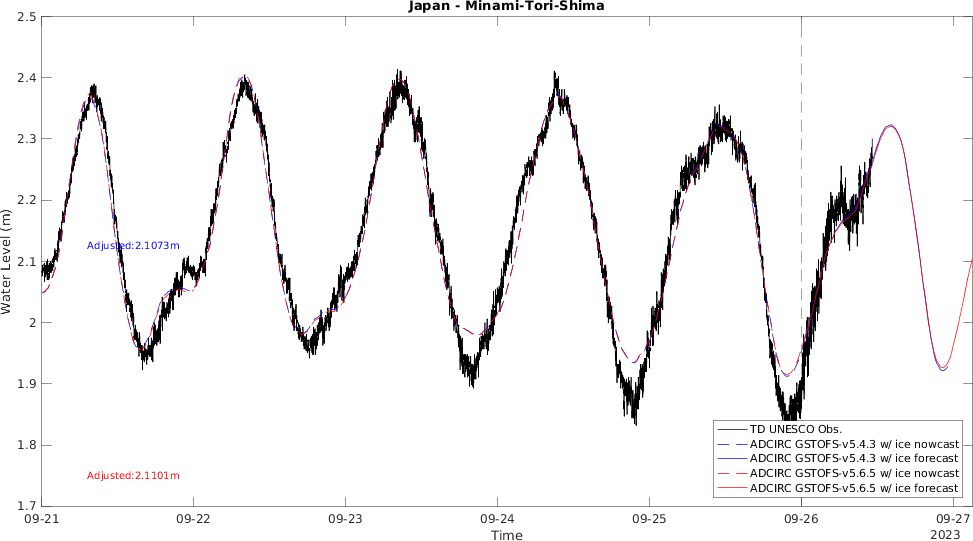 Japan - Minami-Tori-Shima
2.5
2.4
2.3
2.2
2.1
2
1.9
1.8
1.7
Water Level (m)
Adjusted:2.1073m
Adjusted:2.1101m
TD UNESCO Obs.
ADCIRC GSTOFS-v5.4.3 w/ ice nowcast
ADCIRC GSTOFS-v5.4.3 w/ ice forecast
ADCIRC GSTOFS-v5.6.5 w/ ice nowcast
ADCIRC GSTOFS-v5.6.5 w/ ice forecast
09-21 09-22 09-23 09-24 09-25 09-26 09-27
Time
2023